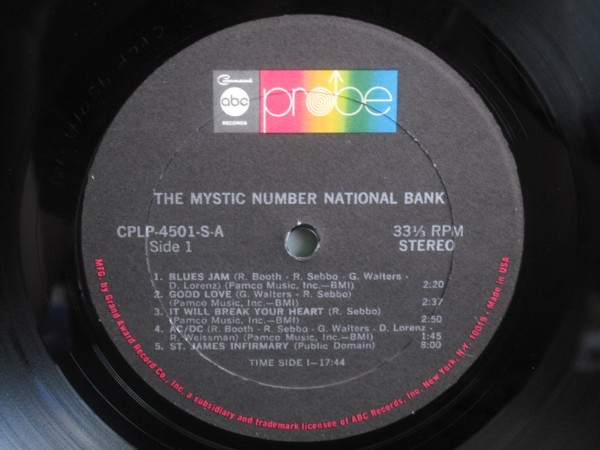 Command
abc
RECORDS
probe
THE MYSTIC NUMBER NATIONAL BANK
CPLP-4501-S-A
Side 1
33⅓ RPM
STEREO
1. BLUES JAM (R. Booth - R. Sebbo - G. Walters -
D. Lorenz) (Pamco Music, Inc.—BMI) 2:20
2. GOOD LOVE (G. Walters - R. Sebbo)
(Pamco Music, Inc.—BMI) 2:37
3. IT WILL BREAK YOUR HEART (R. Sebbo)
(Pamco Music, Inc.—BMI) 2:50
4. AC/DC (R. Booth - R. Sebbo - G. Walters - D. Lorenz -
R. Weissman) (Pamco Music, Inc.—BMI) 1:45
5. ST. JAMES INFIRMARY (Public Domain) 8:00
TIME SIDE I-17:44
MFG. by Grand Award Record Co., Inc. a subsidiary and trademark licensee of ABC Records, Inc. New York, N.Y. 10019 • Made in USA